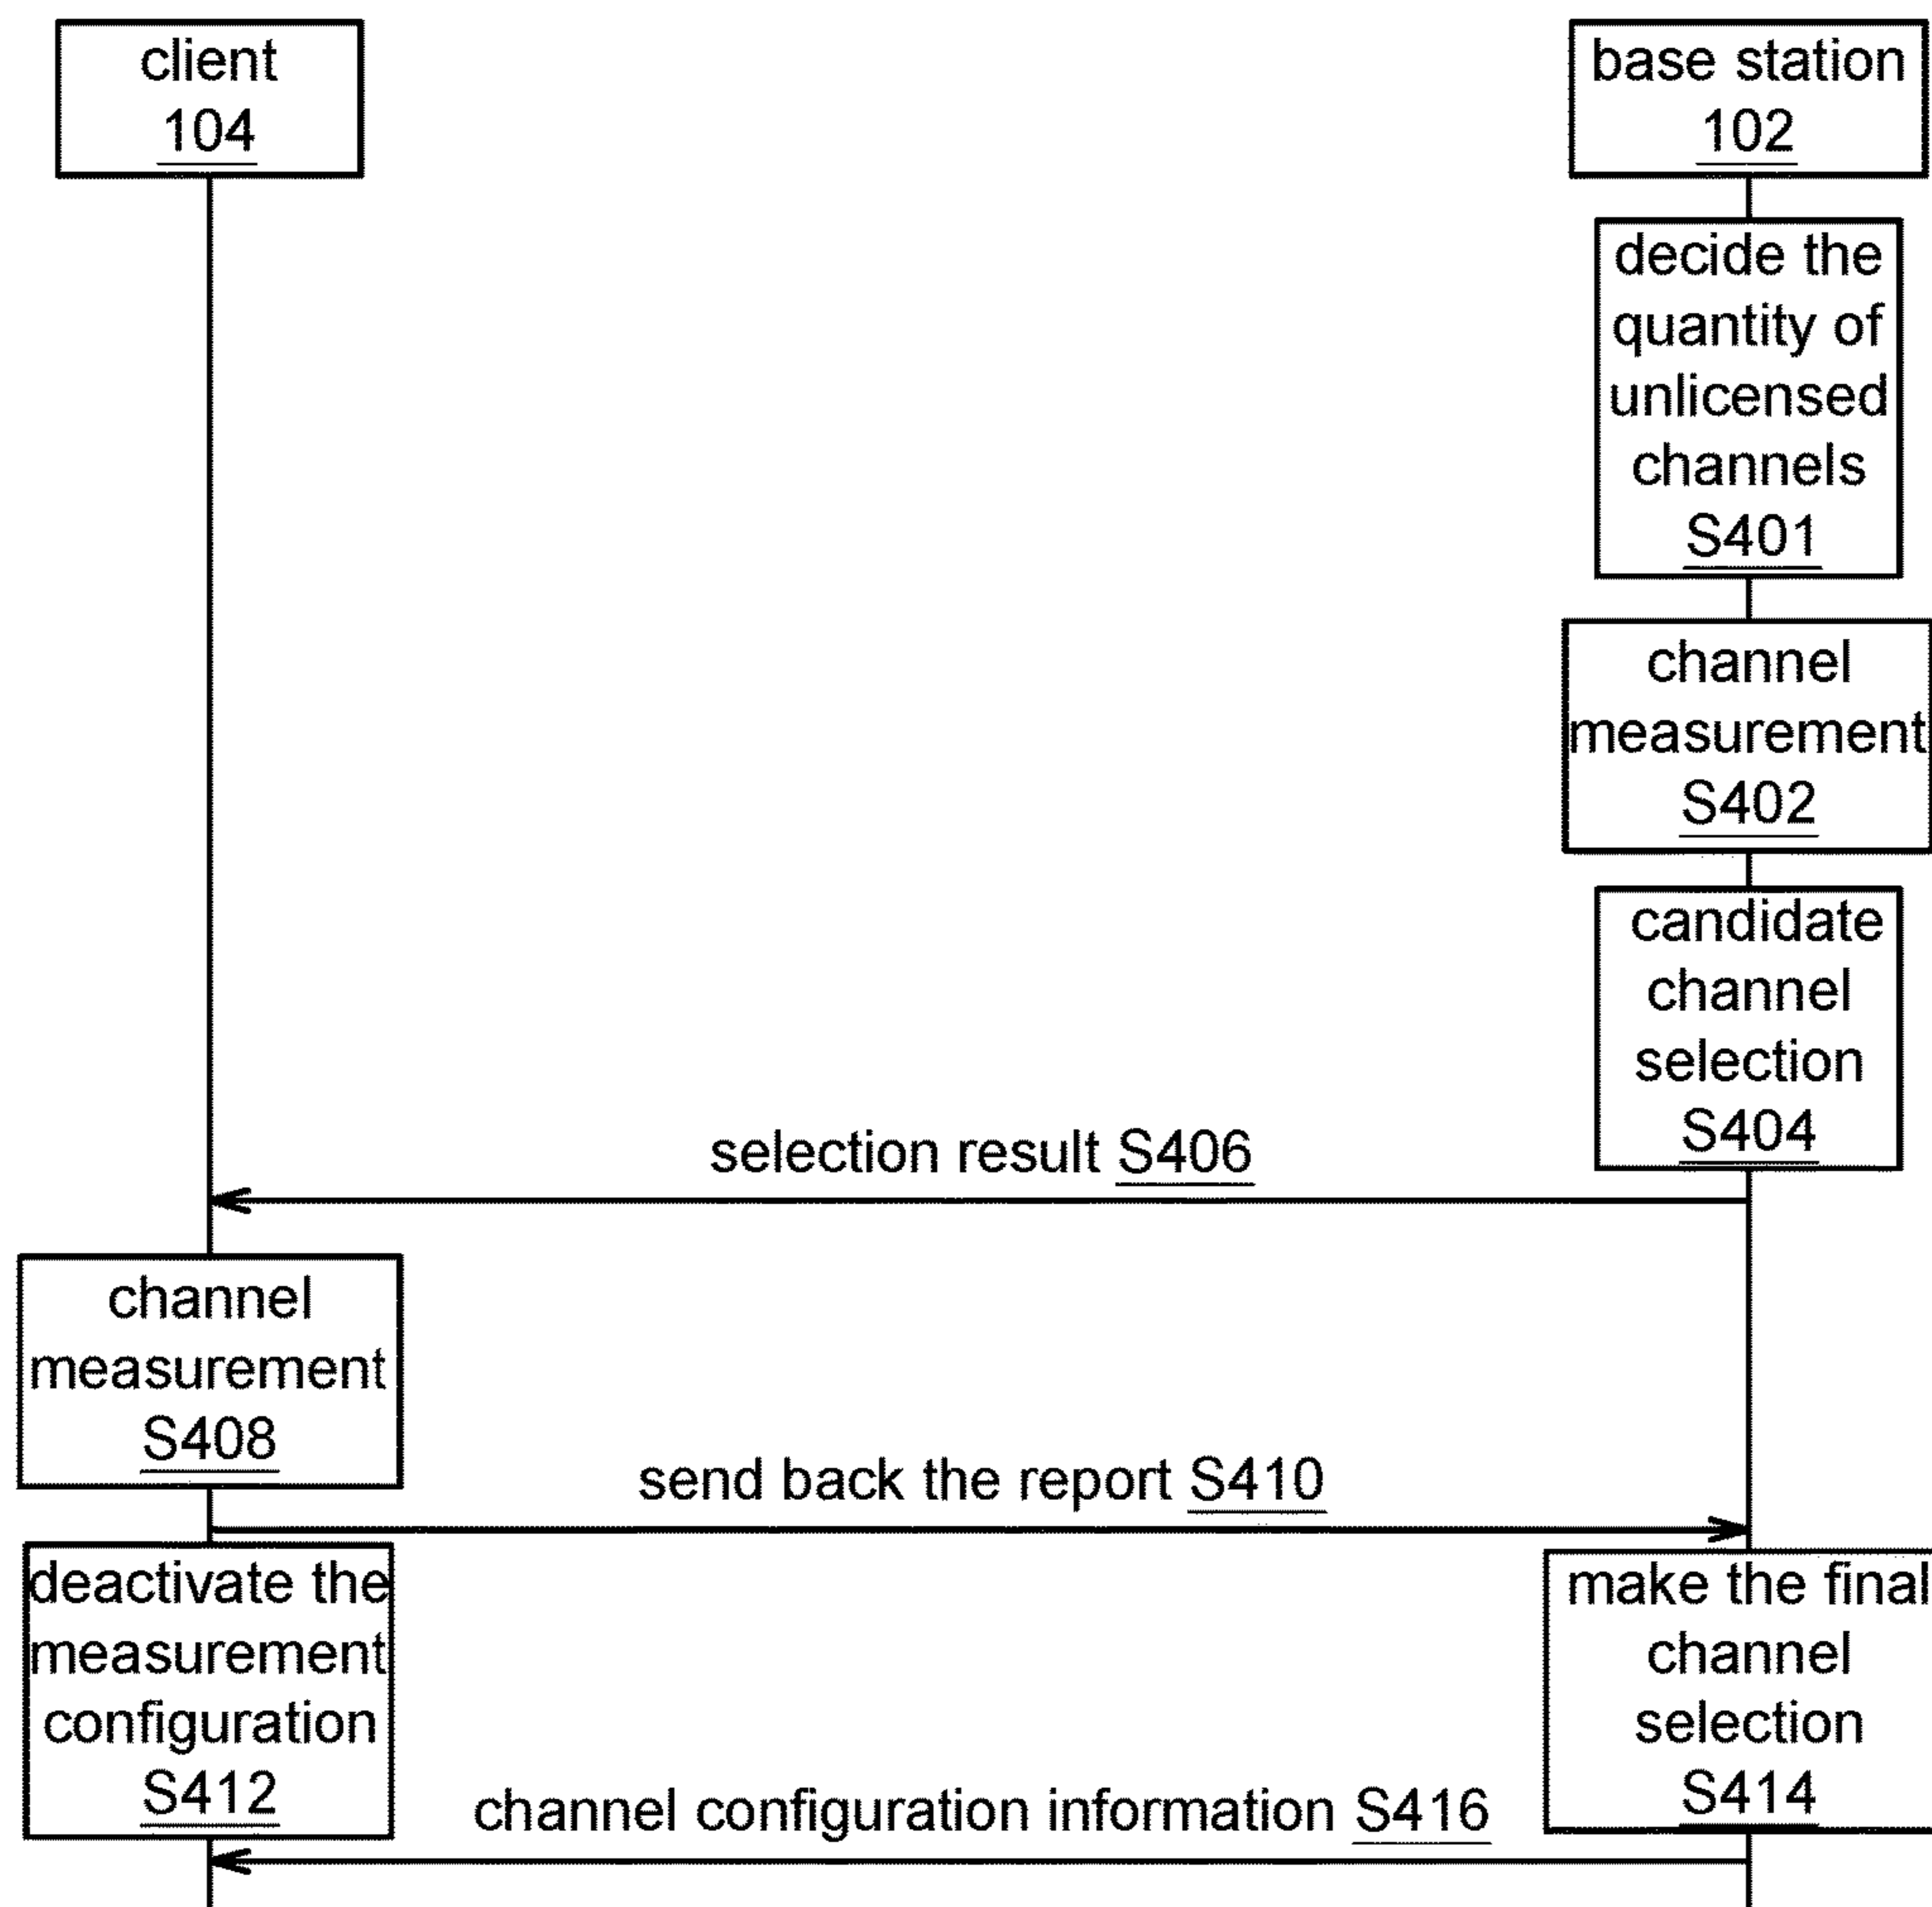 client
104
base station
102
decide the
quantity of
unlicensed
channels
S401
channel
measurement
S402
candidate
channel
selection
S404
selection result S406
channel
measurement
S408
send back the report S410
deactivate the
measurement
configuration
S412
make the final
channel
selection
S414
channel configuration information S416